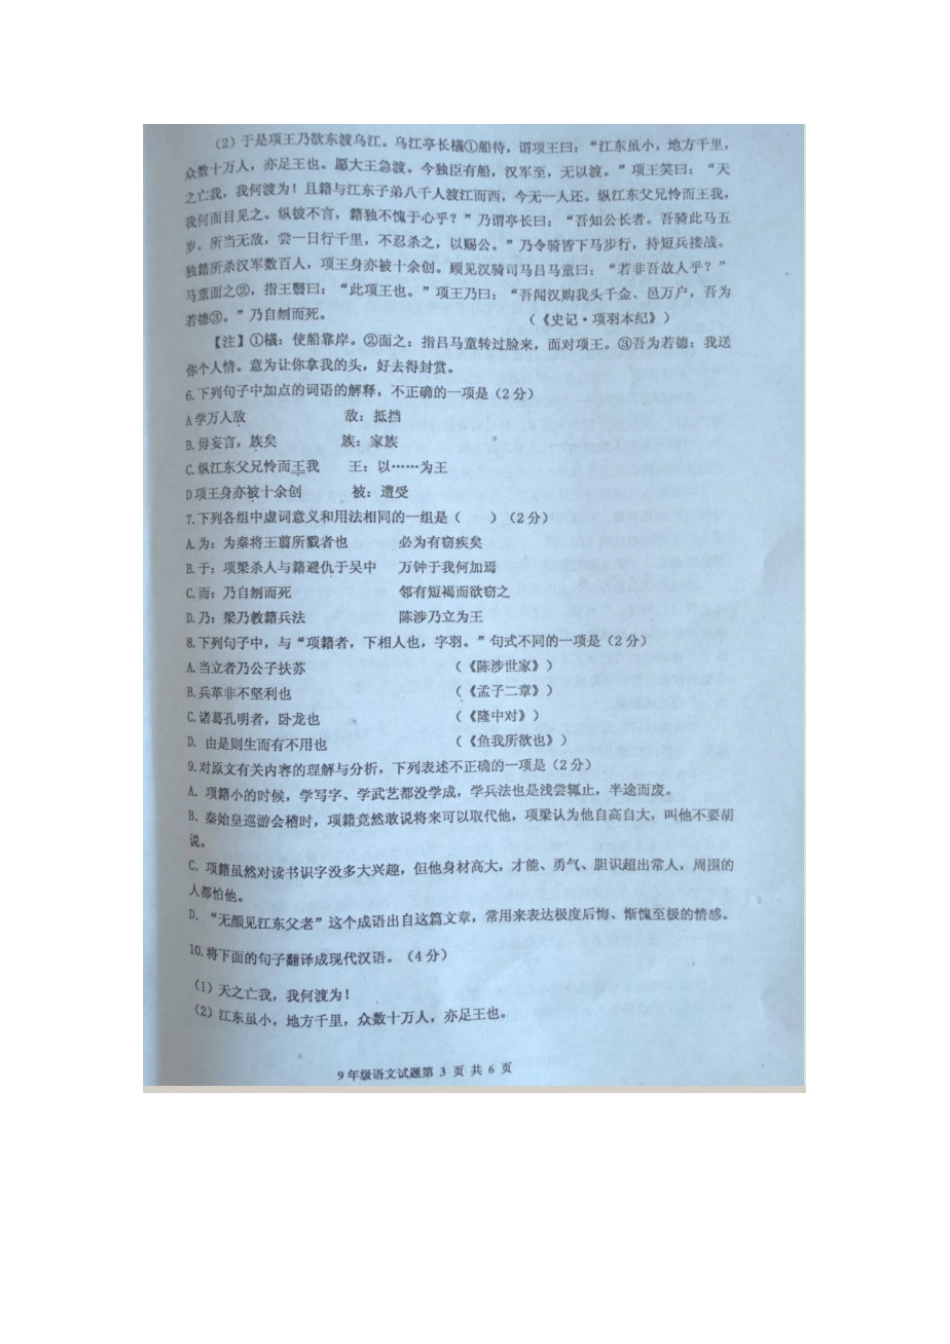 （2）于是项王乃欲东渡乌江。乌江亭长檥①船待，谓项王曰：“江东虽小，地方千里，
众数十万人，亦足王也。愿大王急渡。今独臣有船，汉军至，无以渡。”项王笑曰：“天
之亡我，我何渡为！且籍与江东子弟八千人渡江而西，今无一人还。纵江东父兄怜而王我，
我何面目见之。纵彼不言，籍独不愧于心乎？”乃谓亭长曰：“吾知公长者。吾骑此马五
岁，所当无敌，尝一日行千里，不忍杀之，以赐公。”乃令骑皆下马步行，持短兵接战。
独籍所杀汉军数百人，项王身亦被十余创。顾见汉骑司马吕马童曰：“若非吾故人乎？”
马童面之②，指王翳曰：“此项王也。”项王乃曰：“吾闻汉购我头千金、邑万户，吾为
若德③。”乃自刎而死。（《史记·项羽本纪》）
【注】①檥：使船靠岸。②面之：指吕马童转过脸来，面对项王。③吾为若德：我送
你个人情。意为让你拿我的头，好去得封赏。
6.下列句子中加点的词语的解释，不正确的一项是（2分）
A学万人敌 敌：抵挡
B.毋妄言，族矣 族：家族
C.纵江东父兄怜而王我 王：以……为王
D项王身亦被十余创 被：遭受
7.下列各组中虚词意义和用法相同的一组是（ ）（2分）
A.为：为秦将王翦所戮者也 必为有窃疾矣
B.于：项梁杀人与籍避仇于吴中 万钟于我何加焉
C.而：乃自刎而死 邻有短褐而欲窃之
D.乃：梁乃教籍兵法 陈涉乃立为王
8.下列句子中，与“项籍者，下相人也，字羽。”句式不同的一项是（2分）
A.当立者乃公子扶苏 （《陈涉世家》）
B.兵革非不坚利也 （《孟子二章》）
C.诸葛孔明者，卧龙也 （《隆中对》）
D. 由是则生而有不用也 （《鱼我所欲也》）
9.对原文有关内容的理解与分析，下列表述不正确的一项是（2分）
A. 项籍小的时候，学写字、学武艺都没学成，学兵法也是浅尝辄止，半途而废。
B. 秦始皇巡游会稽时，项籍竟然敢说将来可以取代他，项梁认为他自高自大，叫他不要胡
说。
C. 项籍虽然对读书识字没多大兴趣，但他身材高大，才能、勇气、胆识超出常人，周围的
人都怕他。
D. “无颜见江东父老”这个成语出自这篇文章，常用来表达极度后悔、惭愧至极的情感。
10.将下面的句子翻译成现代汉语。（4分）
（1）天之亡我，我何渡为！
（2）江东虽小，地方千里，众数十万人，亦足王也。
9年级语文试题第 3 页 共 6 页